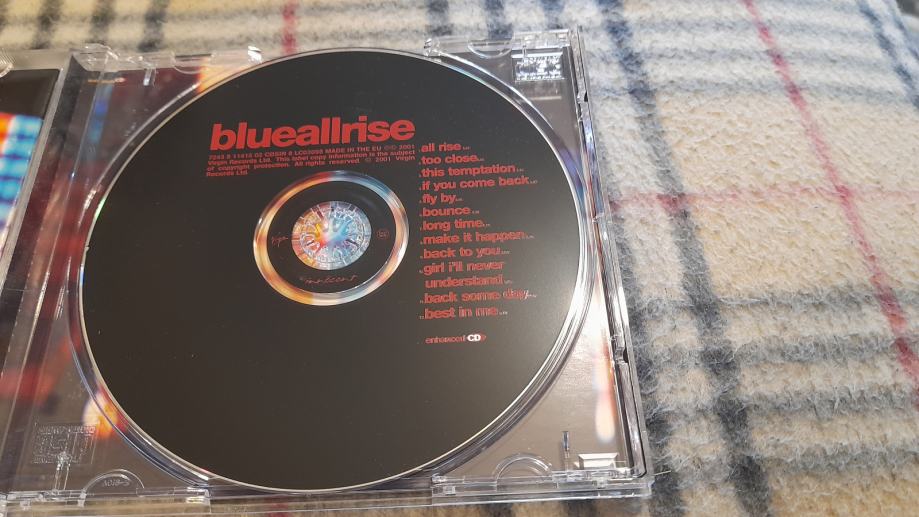 blueallrise
7243 8 11415 02 CDSIN 8 LC03098 MADE IN THE EU ℗© 2001
Virgin Records Ltd. This label copy information is the subject
of copyright protection. All rights reserved. © 2001 Virgin
Records Ltd.
all rise
too close
this temptation
if you come back
fly by
bounce
long time
make it happen
back to you
girl i'll never
understand
back some day
best in me
Virgin
innocent
enhanced CD